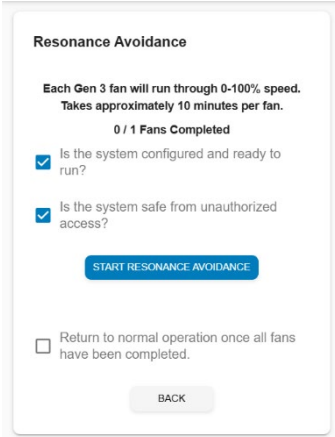 Resonance Avoidance
Each Gen 3 fan will run through 0-100% speed.
Takes approximately 10 minutes per fan.
0 / 1 Fans Completed
Is the system configured and ready to
run?
Is the system safe from unauthorized
access?
START RESONANCE AVOIDANCE
Return to normal operation once all fans
have been completed.
BACK